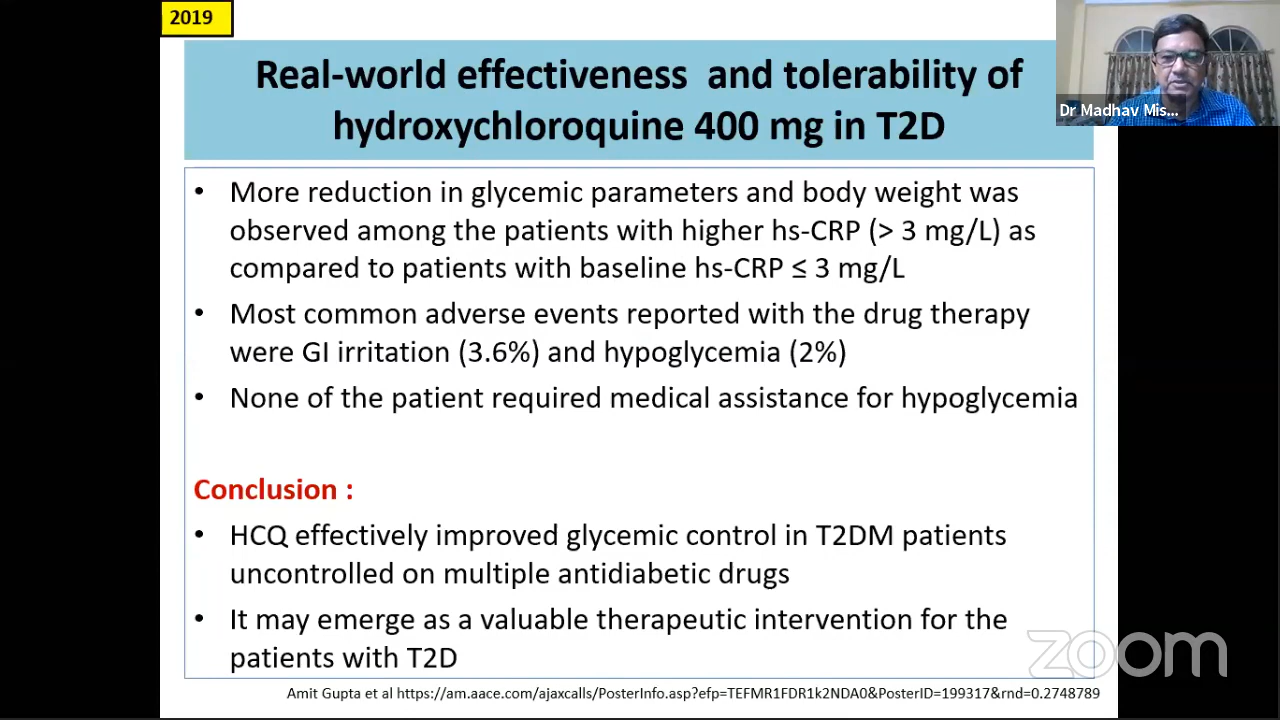 2019
Real-world effectiveness and tolerability of
hydroxychloroquine 400 mg in T2D
Dr Madhav Mis...
• More reduction in glycemic parameters and body weight was
observed among the patients with higher hs-CRP (> 3 mg/L) as
compared to patients with baseline hs-CRP ≤ 3 mg/L
• Most common adverse events reported with the drug therapy
were GI irritation (3.6%) and hypoglycemia (2%)
• None of the patient required medical assistance for hypoglycemia
Conclusion :
• HCQ effectively improved glycemic control in T2DM patients
uncontrolled on multiple antidiabetic drugs
• It may emerge as a valuable therapeutic intervention for the
patients with T2D
zoom
Amit Gupta et al https://am.aace.com/ajaxcalls/PosterInfo.asp?efp=TEFMR1FDR1k2NDA0&PosterID=199317&rnd=0.2748789